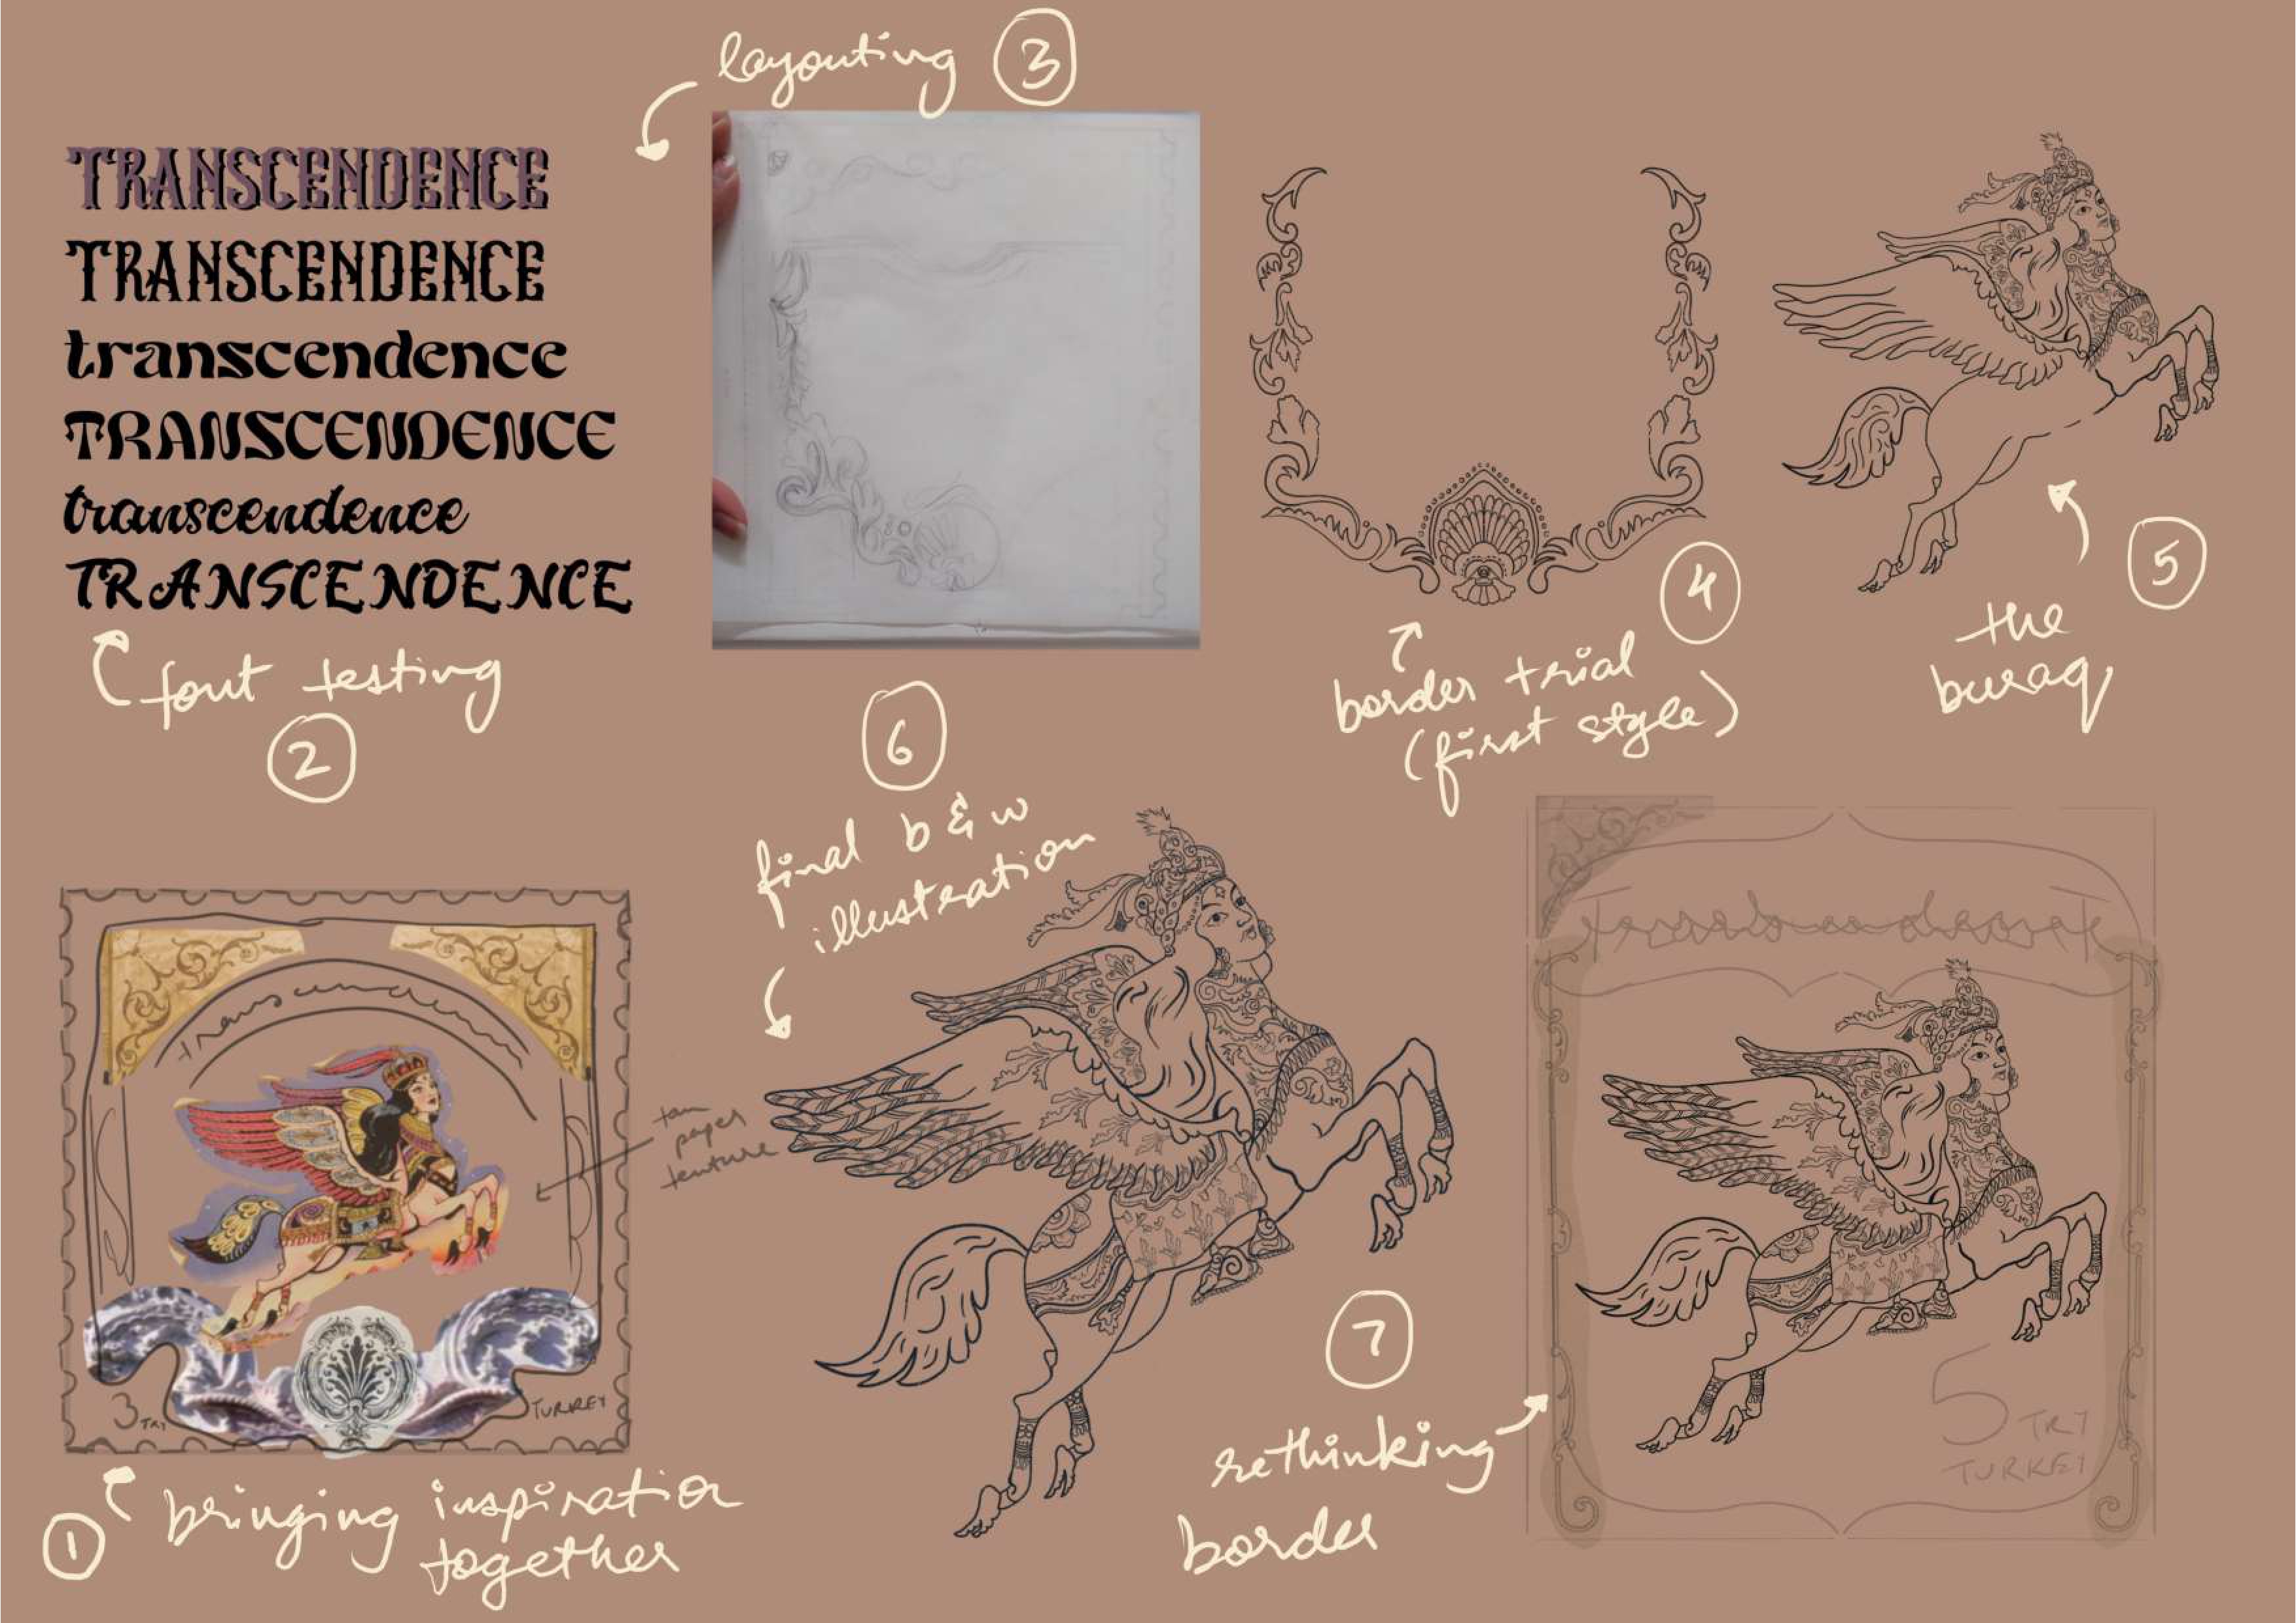 layouting 3
TRANSCENDENCE
TRANSCENDENCE
transcendence
TRANSCENDENCE
transcendence
TRANSCENDENCE
font testing
2
4
border trial
(first style)
5
the
buraq
6
final b & w
illustration
transcendence
tan
paper
texture
3 TRY
TURKEY
1 bringing inspiration
together
7
rethinking
border
Transcendence
5 TRY
TURKEY